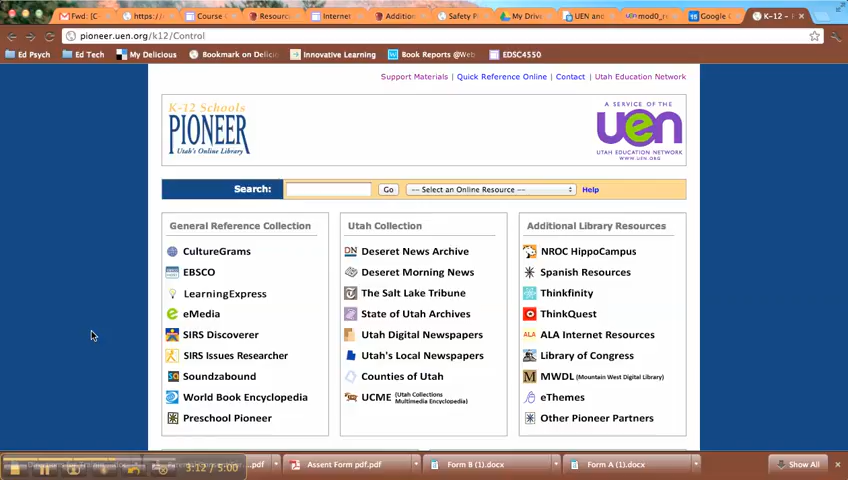 Fwd: [C
https:/
Course
Resourc
Internet
Addition
Safety P
My Driv
UEN and
mod0_r
Google
K-12 -
pioneer.uen.org/k12/Control
Ed Psych
Ed Tech
My Delicious
Bookmark on Delicio
Innovative Learning
Book Reports @Web
EDSC4550
Support Materials | Quick Reference Online | Contact | Utah Education Network
K-12 Schools
PIONEER
Utah's Online Library
A SERVICE OF THE
uen
UTAH EDUCATION NETWORK
WWW.UEN.ORG
Search:
Go
-- Select an Online Resource --
Help
General Reference Collection
CultureGrams
EBSCO
LearningExpress
eMedia
SIRS Discoverer
SIRS Issues Researcher
Soundzabound
World Book Encyclopedia
Preschool Pioneer
Utah Collection
Deseret News Archive
Deseret Morning News
The Salt Lake Tribune
State of Utah Archives
Utah Digital Newspapers
Utah's Local Newspapers
Counties of Utah
UCME (Utah Collections
Multimedia Encyclopedia)
Additional Library Resources
NROC HippoCampus
Spanish Resources
Thinkfinity
ThinkQuest
ALA Internet Resources
Library of Congress
MWDL (Mountain West Digital Library)
eThemes
Other Pioneer Partners
3:12 / 5:00
.pdf
Assent Form pdf.pdf
Form B (1).docx
Form A (1).docx
Show All